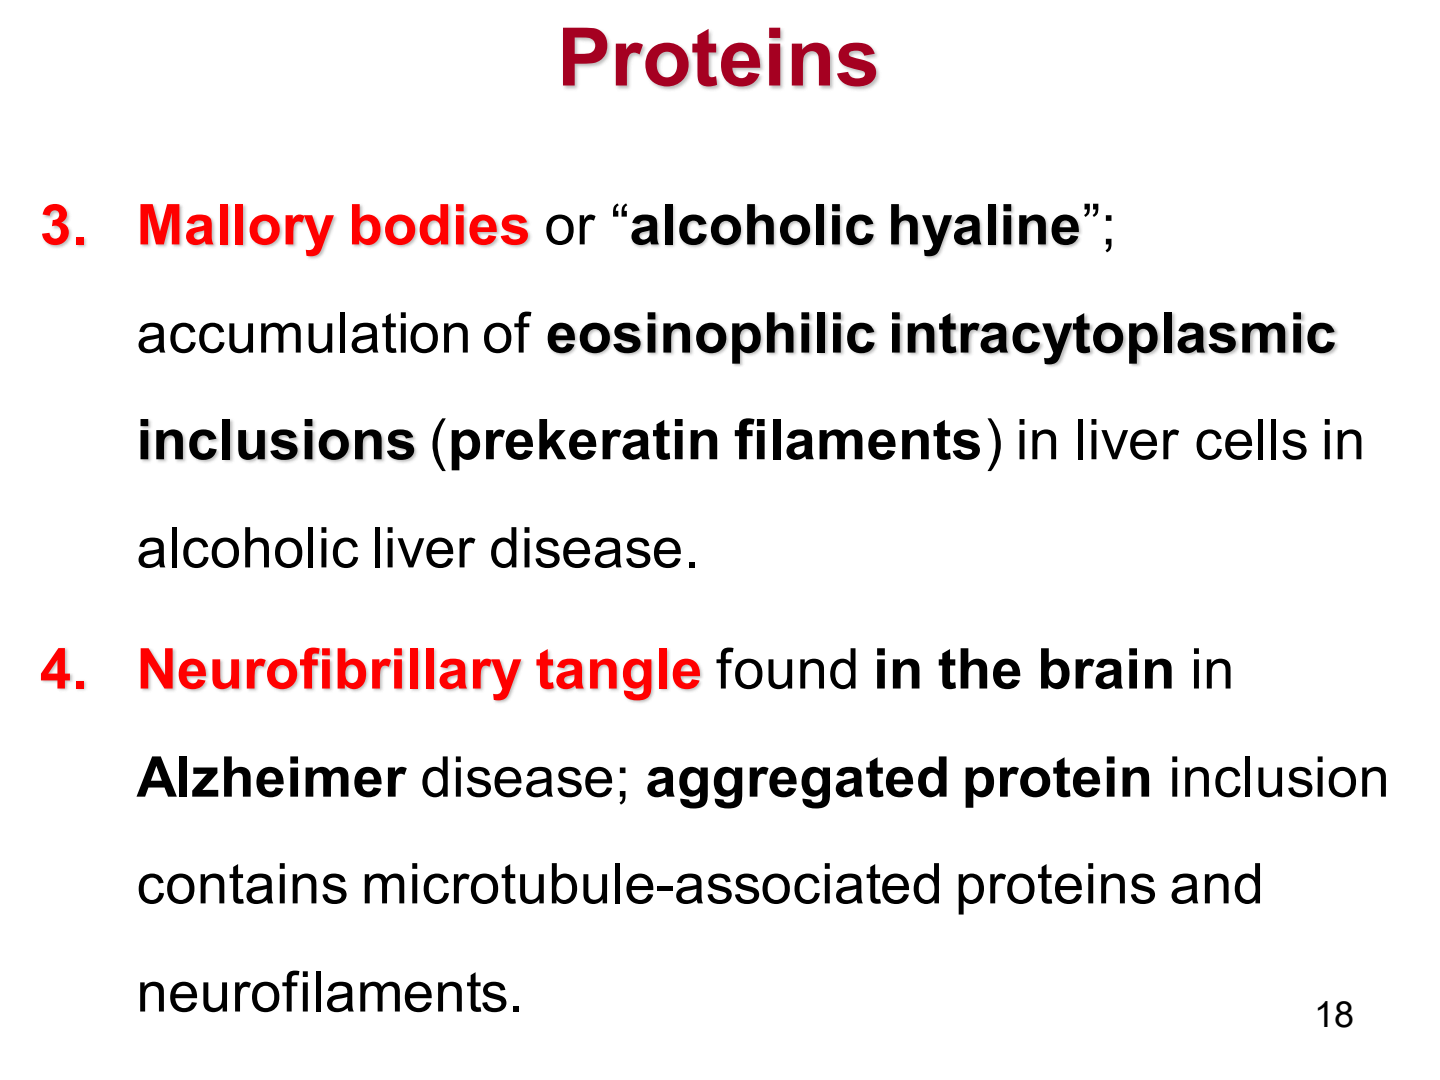 Proteins
3. Mallory bodies or “alcoholic hyaline”;
accumulation of eosinophilic intracytoplasmic
inclusions (prekeratin filaments) in liver cells in
alcoholic liver disease.
4. Neurofibrillary tangle found in the brain in
Alzheimer disease; aggregated protein inclusion
contains microtubule-associated proteins and
neurofilaments.
18